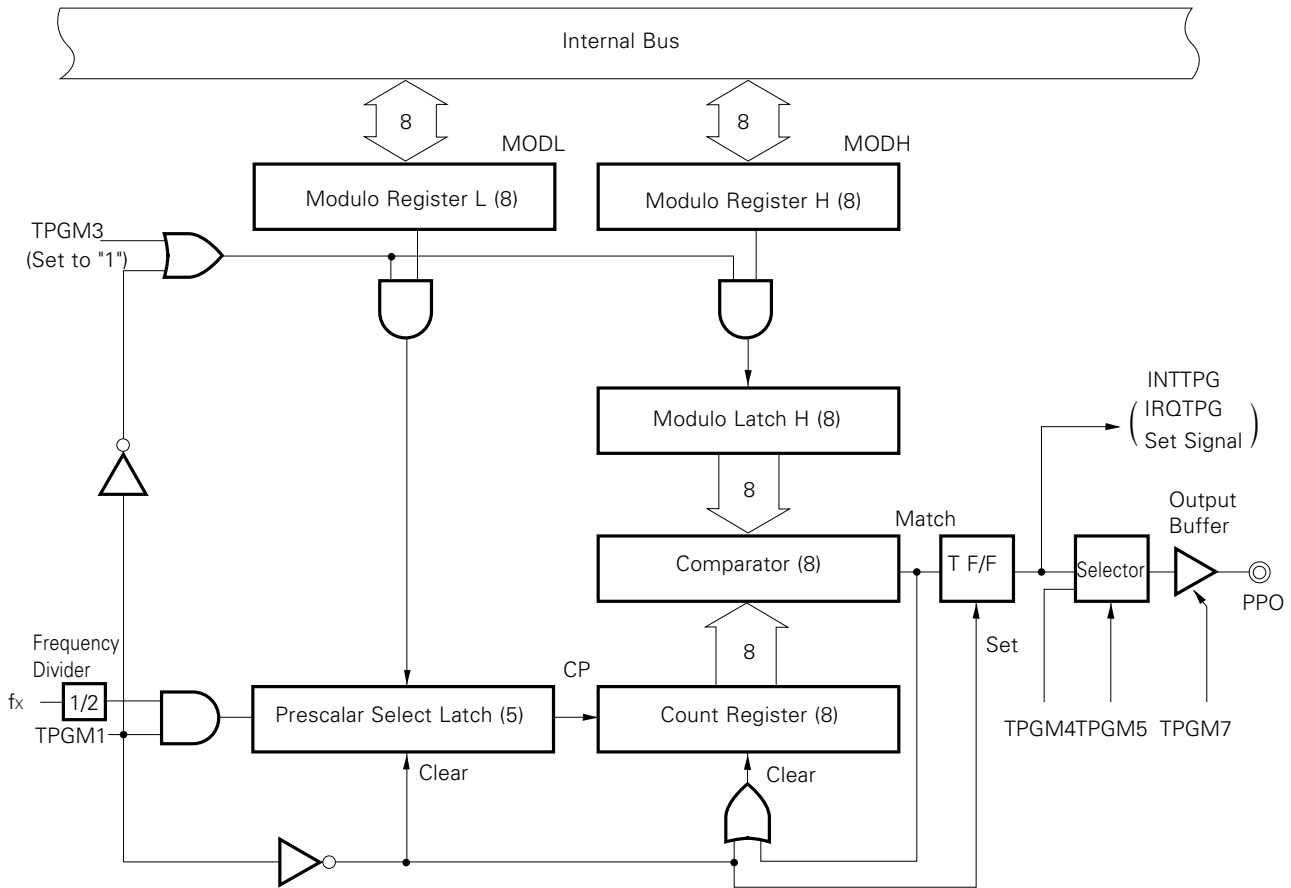 Internal Bus
8
8
MODL
MODH
Modulo Register L (8)
Modulo Register H (8)
TPGM3
(Set to "1")
Modulo Latch H (8)
INTTPG
IRQTPG
Set Signal
8
Output
Buffer
Match
Comparator (8)
T F/F
Selector
PPO
Set
8
Frequency
Divider
CP
fx
1/2
Prescalar Select Latch (5)
Count Register (8)
TPGM1
TPGM4
TPGM5
TPGM7
Clear
Clear